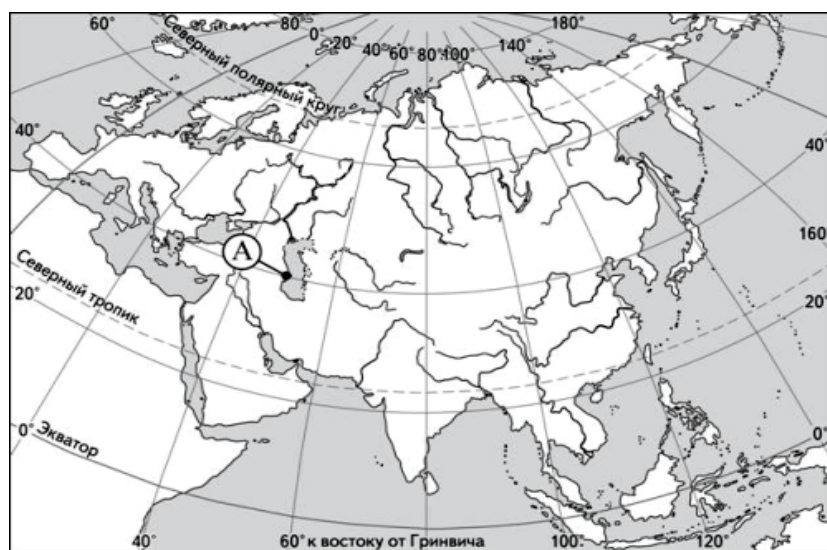 60° 80° 0° 20° 40° 60° 80° 100° 140° 180°
Северный полярный круг
40°
40°
A
160°
Северный тропик
20°
20°
0°
Экватор
0°
40° 60° к востоку от Гринвича 100° 120°